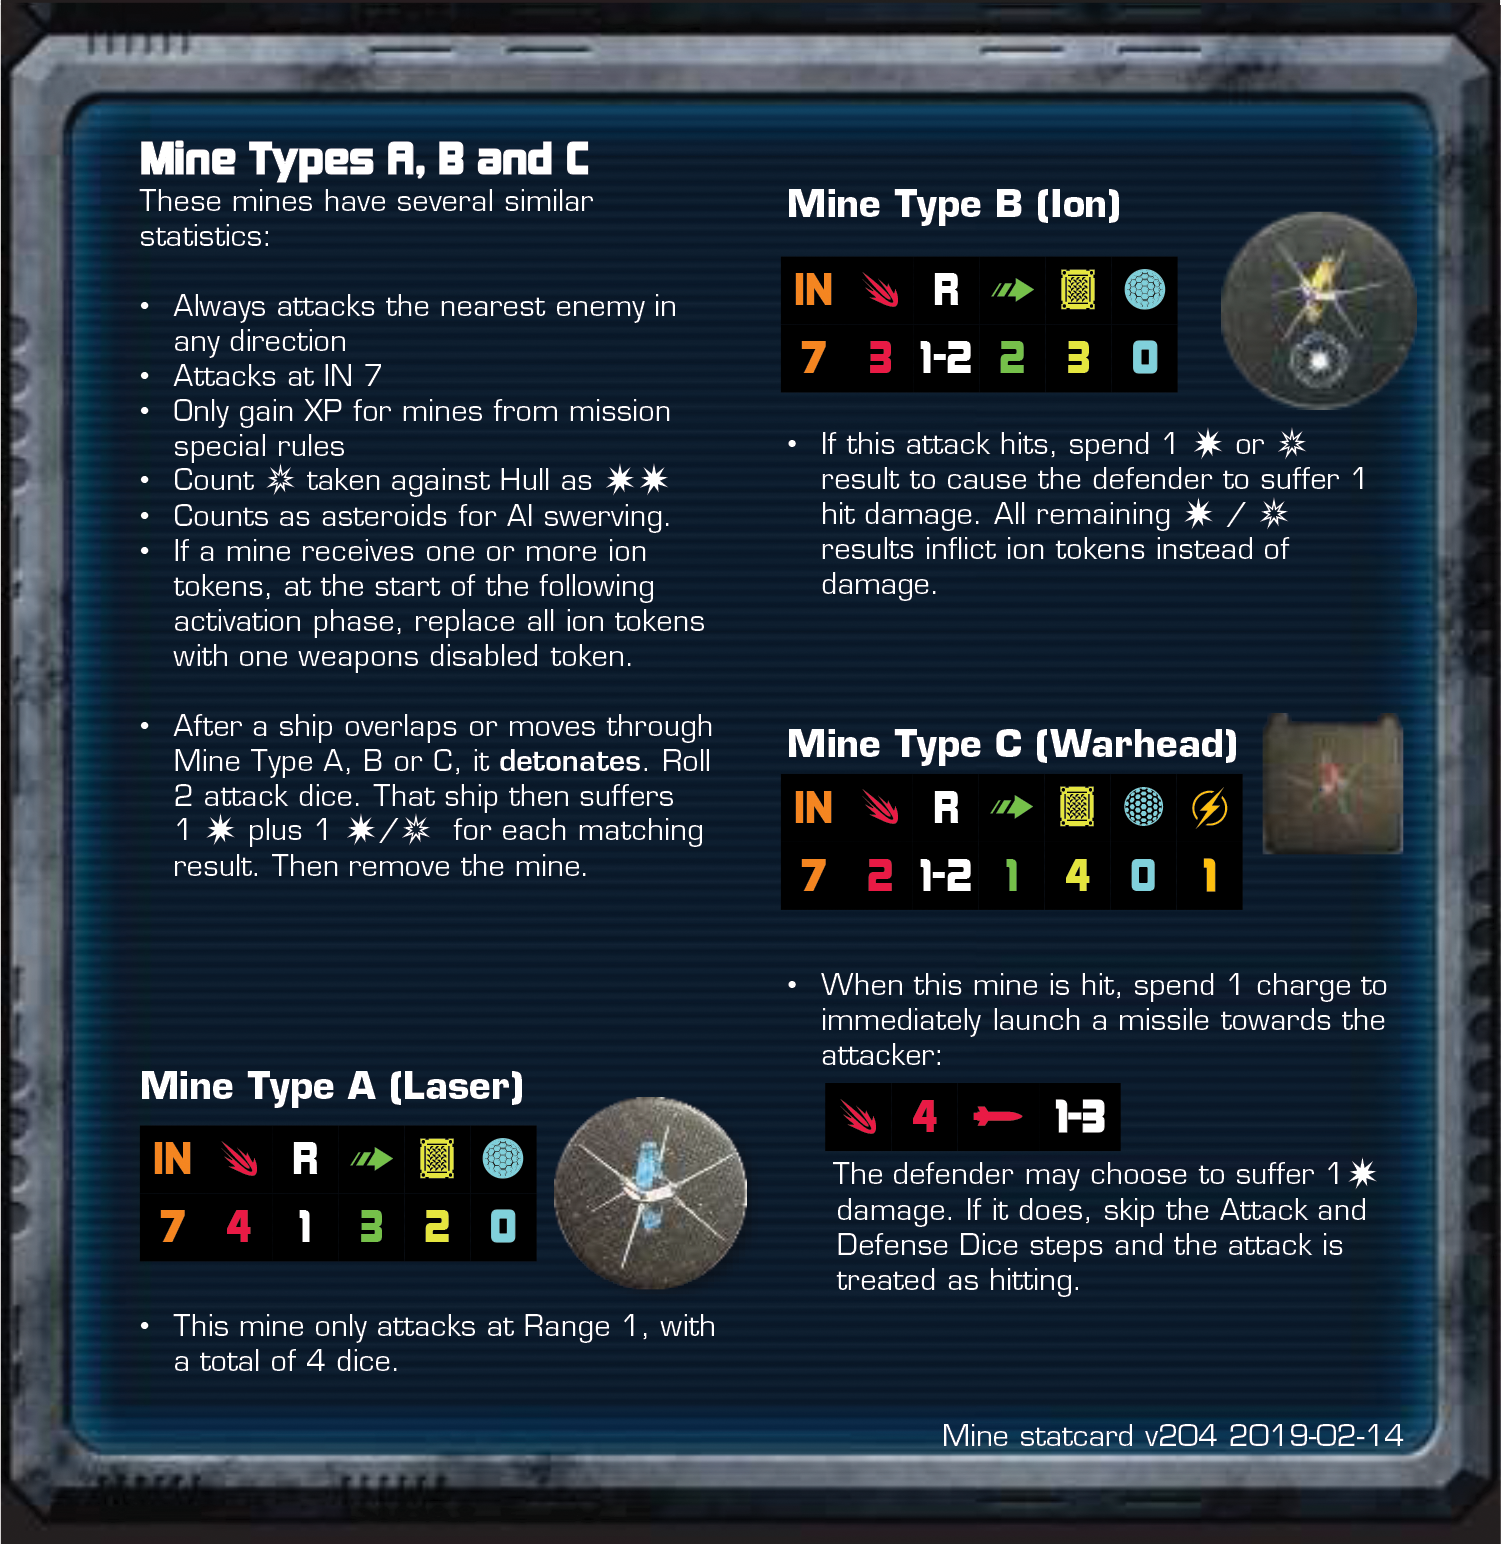 Mine Types A, B and C
These mines have several similar
statistics:
• Always attacks the nearest enemy in
any direction
• Attacks at IN 7
• Only gain XP for mines from mission
special rules
• Count taken against Hull as
• Counts as asteroids for AI swerving.
• If a mine receives one or more ion
tokens, at the start of the following
activation phase, replace all ion tokens
with one weapons disabled token.
• After a ship overlaps or moves through
Mine Type A, B or C, it detonates. Roll
2 attack dice. That ship then suffers
1 plus 1 / for each matching
result. Then remove the mine.
Mine Type A (Laser)
IN R
7 4 1 3 2 0
• This mine only attacks at Range 1, with
a total of 4 dice.
Mine Type B (Ion)
IN R
7 3 1-2 2 3 0
• If this attack hits, spend 1 or
result to cause the defender to suffer 1
hit damage. All remaining /
results inflict ion tokens instead of
damage.
Mine Type C (Warhead)
IN R
7 2 1-2 1 4 0 1
• When this mine is hit, spend 1 charge to
immediately launch a missile towards the
attacker:
4 1-3
The defender may choose to suffer 1
damage. If it does, skip the Attack and
Defense Dice steps and the attack is
treated as hitting.
Mine statcard v204 2019-02-14